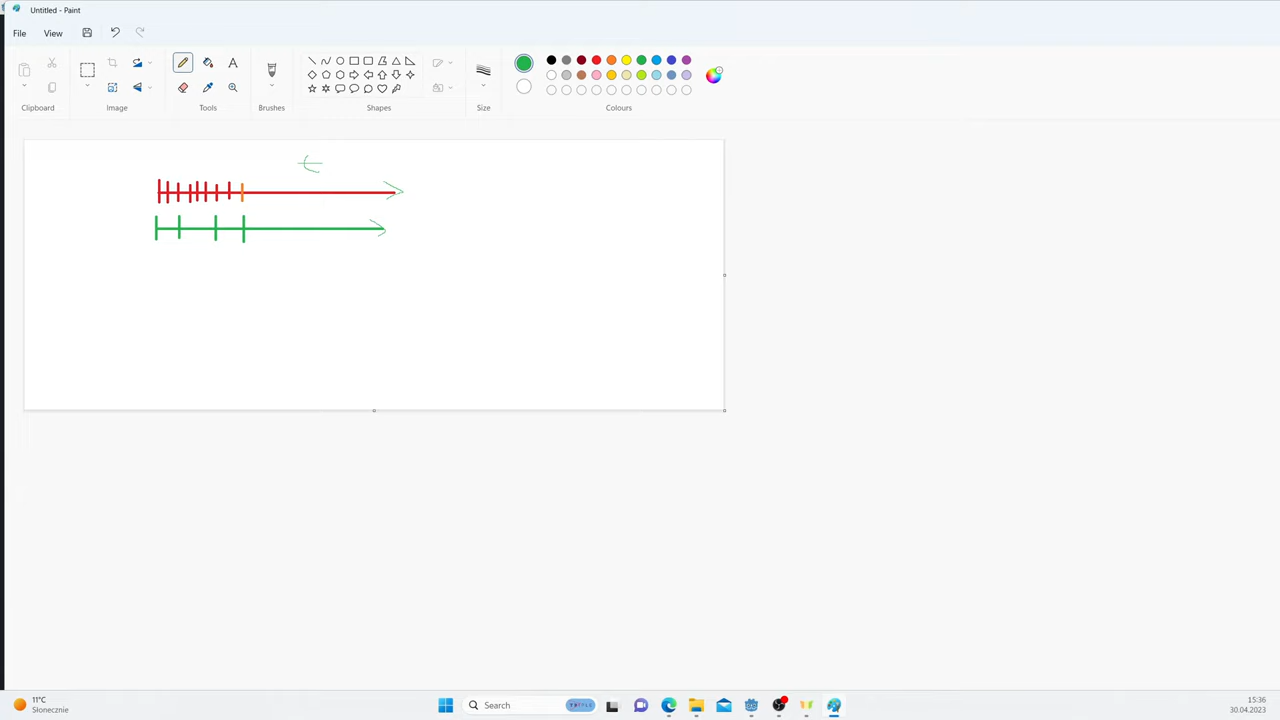 Untitled - Paint
File View
Clipboard Image Tools Brushes Shapes Size Colours
t
Search
11°C
Słonecznie
15:36
30.04.2023